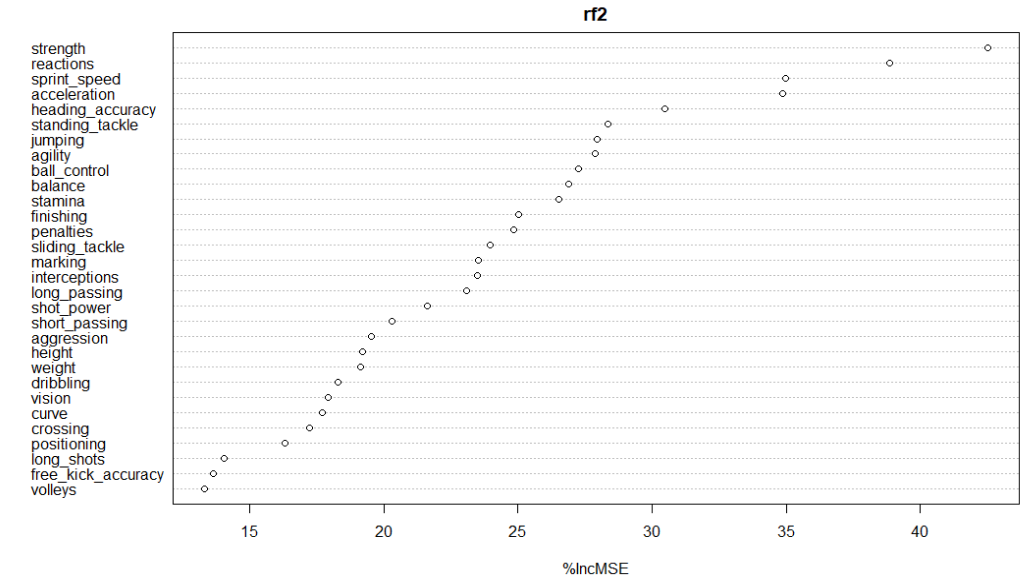 rf2
strength
reactions
sprint_speed
acceleration
heading_accuracy
standing_tackle
jumping
agility
ball_control
balance
stamina
finishing
penalties
sliding_tackle
marking
interceptions
long_passing
shot_power
short_passing
aggression
height
weight
dribbling
vision
curve
crossing
positioning
long_shots
free_kick_accuracy
volleys
15 20 25 30 35 40
%IncMSE